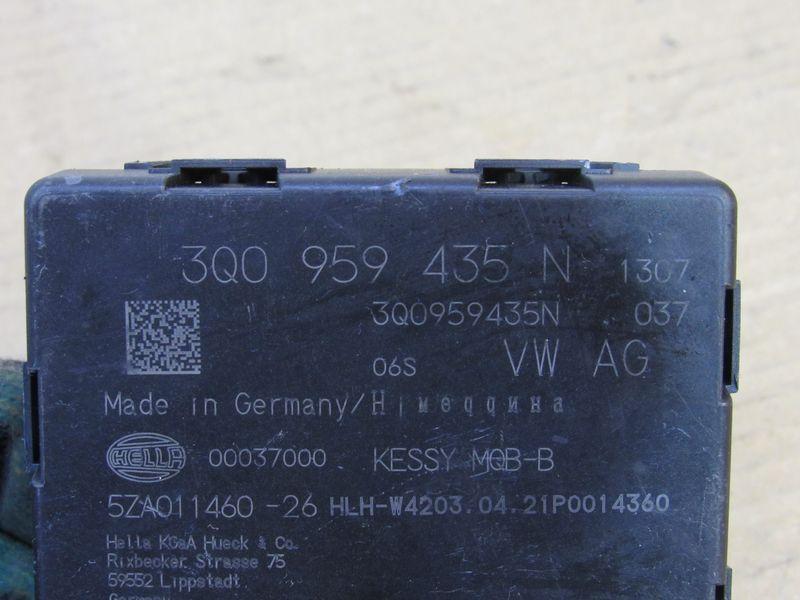 3Q0 959 435 N 1307
3Q0959435N 037
06S VW AG
Made in Germany/Німеччина
HELLA 00037000 KESSY MQB-B
5ZA011460-26 HLH-W4203.04.21P0014360
Hella KGaA Hueck & Co.
Rixbecker Strasse 75
59552 Lippstadt
Germany